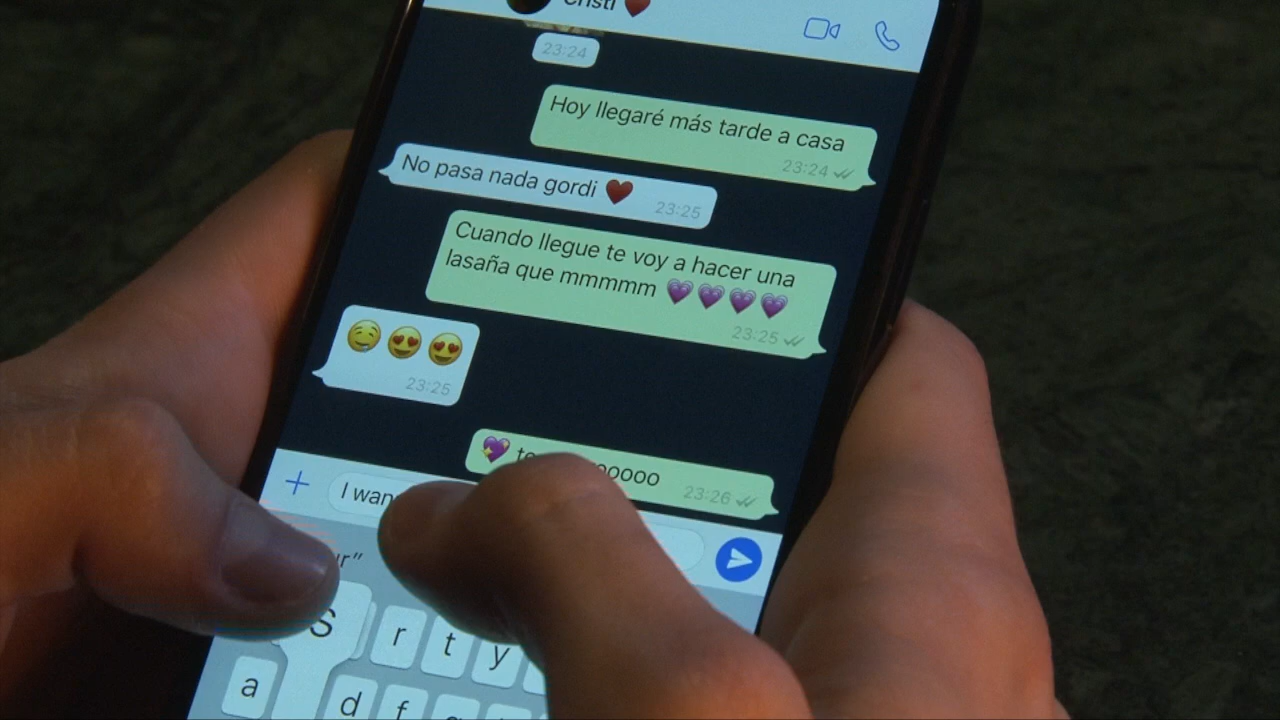 Cristi ❤️
23:24
Hoy llegaré más tarde a casa
23:24
No pasa nada gordi ❤️
23:25
Cuando llegue te voy a hacer una
lasaña que mmmmm 💗💗💗💗
23:25
🤤😍😍
23:25
💖
23:26
+ I
S r t y
a d f